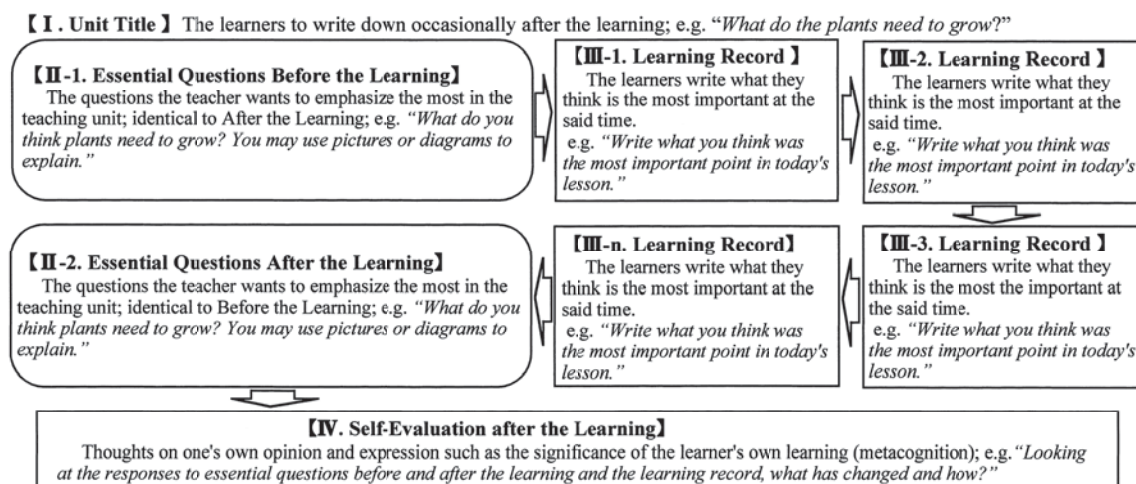 【Ⅰ. Unit Title 】 The learners to write down occasionally after the learning; e.g. “What do the plants need to grow?”
【Ⅱ-1. Essential Questions Before the Learning】
The questions the teacher wants to emphasize the most in the
teaching unit; identical to After the Learning; e.g. “What do you
think plants need to grow? You may use pictures or diagrams to
explain.”
【Ⅲ-1. Learning Record 】
The learners write what they
think is the most important at the
said time.
e.g. “Write what you think was
the most important point in today's
lesson.”
【Ⅲ-2. Learning Record 】
The learners write what they
think is the most important at the
said time.
e.g. “Write what you think was
the most important point in today's
lesson.”
【Ⅱ-2. Essential Questions After the Learning】
The questions the teacher wants to emphasize the most in the
teaching unit; identical to Before the Learning; e.g. “What do you
think plants need to grow? You may use pictures or diagrams to
explain.”
【Ⅲ-n. Learning Record】
The learners write what they
think is the most important at the
said time.
e.g. “Write what you think was
the most important point in today's
lesson.”
【Ⅲ-3. Learning Record 】
The learners write what they
think is the most the important at
the said time.
e.g. “Write what you think was
the most important point in today's
lesson.”
【Ⅳ. Self-Evaluation after the Learning】
Thoughts on one's own opinion and expression such as the significance of the learner's own learning (metacognition); e.g. “Looking
at the responses to essential questions before and after the learning and the learning record, what has changed and how?”